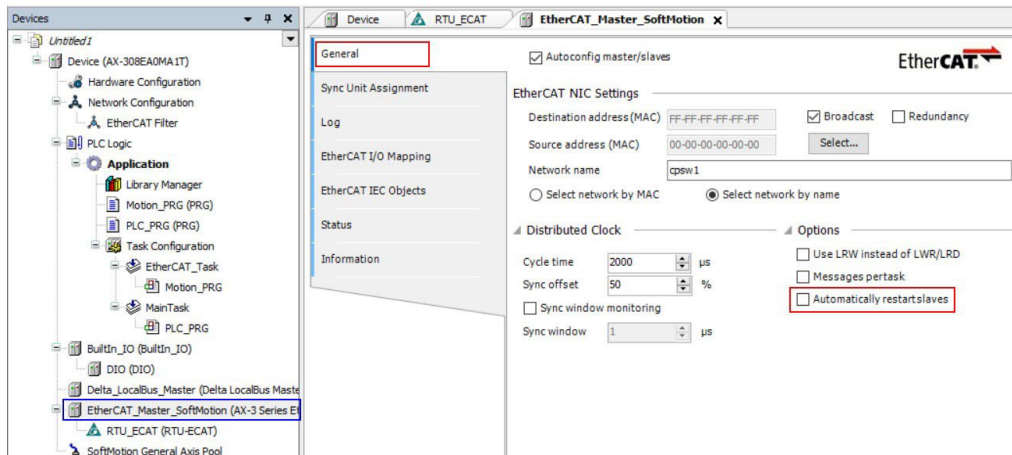 Devices
Untitled1
Device (AX-308EA0MA1T)
Hardware Configuration
Network Configuration
EtherCAT Filter
PLC Logic
Application
Library Manager
Motion_PRG (PRG)
PLC_PRG (PRG)
Task Configuration
EtherCAT_Task
Motion_PRG
MainTask
PLC_PRG
BuiltIn_IO (BuiltIn_IO)
DIO (DIO)
Delta_LocalBus_Master (Delta LocalBus Maste
EtherCAT_Master_SoftMotion (AX-3 Series Et
RTU_ECAT (RTU-ECAT)
SoftMotion General Axis Pool
Device
RTU_ECAT
EtherCAT_Master_SoftMotion
General
Sync Unit Assignment
Log
EtherCAT I/O Mapping
EtherCAT IEC Objects
Status
Information
Autoconfig master/slaves
EtherCAT
EtherCAT NIC Settings
Destination address (MAC) FF-FF-FF-FF-FF-FF Broadcast Redundancy
Source address (MAC) 00-00-00-00-00-00 Select...
Network name cpsw1
Select network by MAC Select network by name
Distributed Clock
Cycle time 2000 µs
Sync offset 50 %
Sync window monitoring
Sync window 1 µs
Options
Use LRW instead of LWR/LRD
Messages pertask
Automatically restartslaves